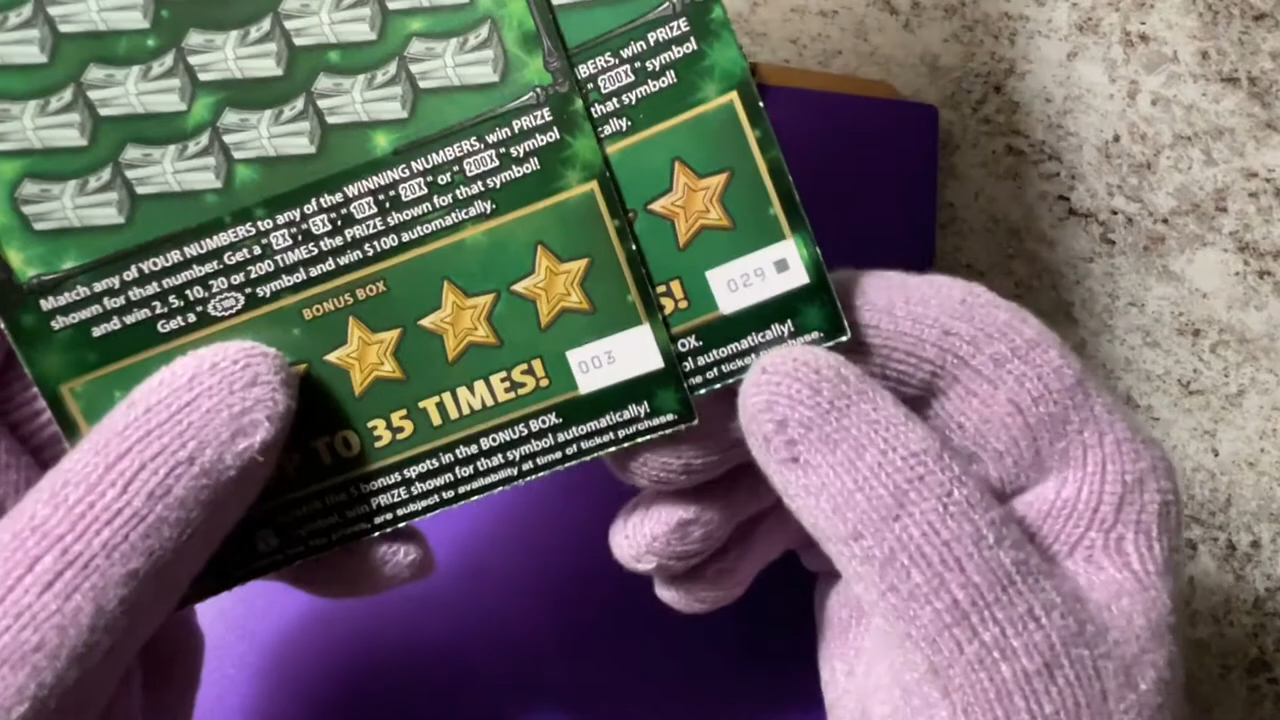 Match any of YOUR NUMBERS to any of the WINNING NUMBERS, win PRIZE
shown for that number. Get a "2X", "5X", "10X", "20X" or "200X" symbol
and win 2, 5, 10, 20 or 200 TIMES the PRIZE shown for that symbol!
Get a "$100" symbol and win $100 automatically.
BONUS BOX
TO 35 TIMES!
003
bonus spots in the BONUS BOX.
symbol, win PRIZE shown for that symbol automatically!
prizes, are subject to availability at time of ticket purchase.
BERS, win PRIZE
"200X" symbol
that symbol!
cally.
S!
029
OX.
ol automatically!
me of ticket purchase.